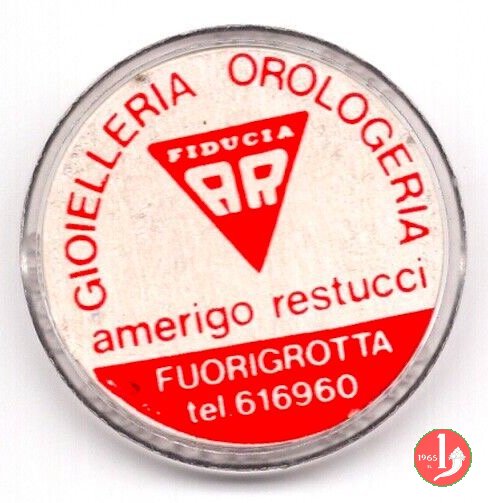 GIOIELLERIA OROLOGERIA
FIDUCIA
AR
amerigo restucci
FUORIGROTTA
tel. 616960
1965